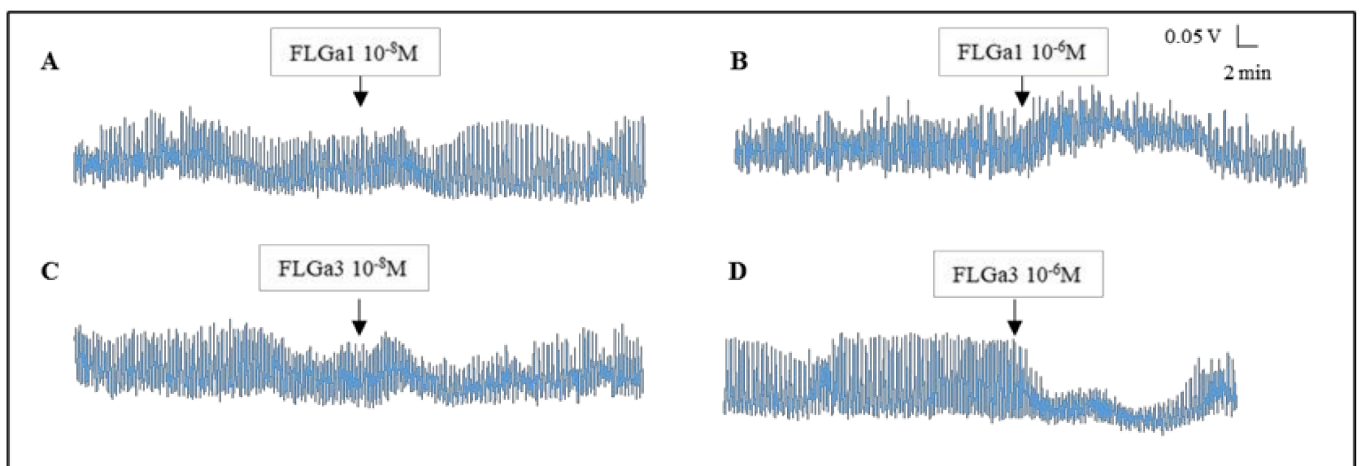 A
FLGa1 10⁻⁸M
B
FLGa1 10⁻⁶M
0.05 V
2 min
C
FLGa3 10⁻⁸M
D
FLGa3 10⁻⁶M